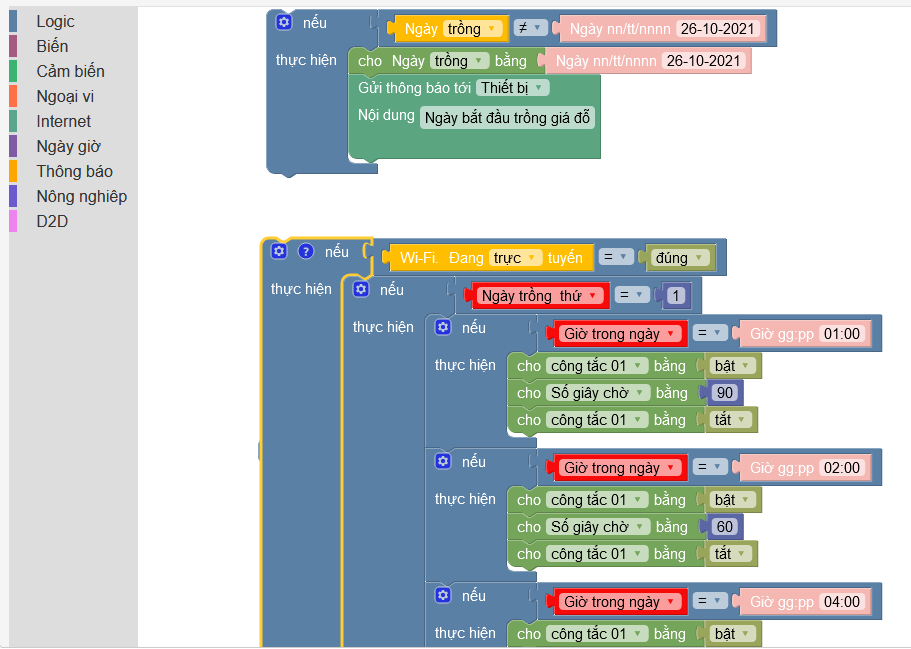 Logic
Biến
Cảm biến
Ngoại vi
Internet
Ngày giờ
Thông báo
Nông nghiêp
D2D
nếu Ngày trồng ≠ Ngày nn/tt/nnnn 26-10-2021
thực hiện cho Ngày trồng bằng Ngày nn/tt/nnnn 26-10-2021
Gửi thông báo tới Thiết bị
Nội dung Ngày bắt đầu trồng giá đỗ
? nếu Wi-Fi. Đang trực tuyến = đúng
thực hiện nếu Ngày trồng thứ = 1
thực hiện nếu Giờ trong ngày = Giờ gg:pp 01:00
thực hiện cho công tắc 01 bằng bật
cho Số giây chờ bằng 90
cho công tắc 01 bằng tắt
nếu Giờ trong ngày = Giờ gg:pp 02:00
thực hiện cho công tắc 01 bằng bật
cho Số giây chờ bằng 60
cho công tắc 01 bằng tắt
nếu Giờ trong ngày = Giờ gg:pp 04:00
thực hiện cho công tắc 01 bằng bật